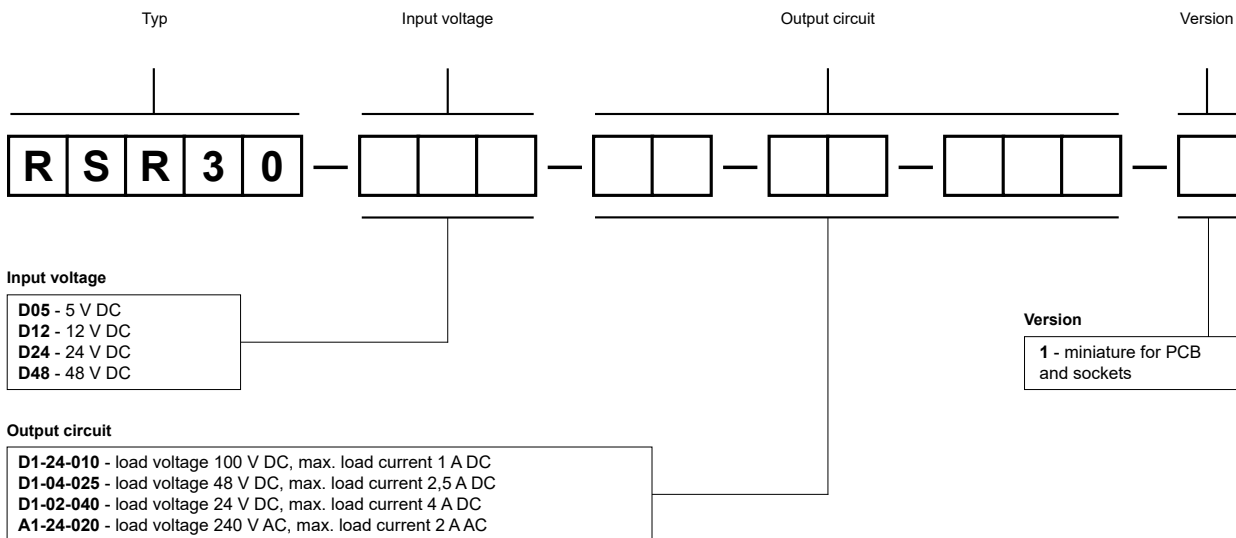 Typ Input voltage Output circuit Version
R S R 3 0 — — — — —
Input voltage
D05 - 5 V DC
D12 - 12 V DC
D24 - 24 V DC
D48 - 48 V DC
Version
1 - miniature for PCB
and sockets
Output circuit
D1-24-010 - load voltage 100 V DC, max. load current 1 A DC
D1-04-025 - load voltage 48 V DC, max. load current 2,5 A DC
D1-02-040 - load voltage 24 V DC, max. load current 4 A DC
A1-24-020 - load voltage 240 V AC, max. load current 2 A AC